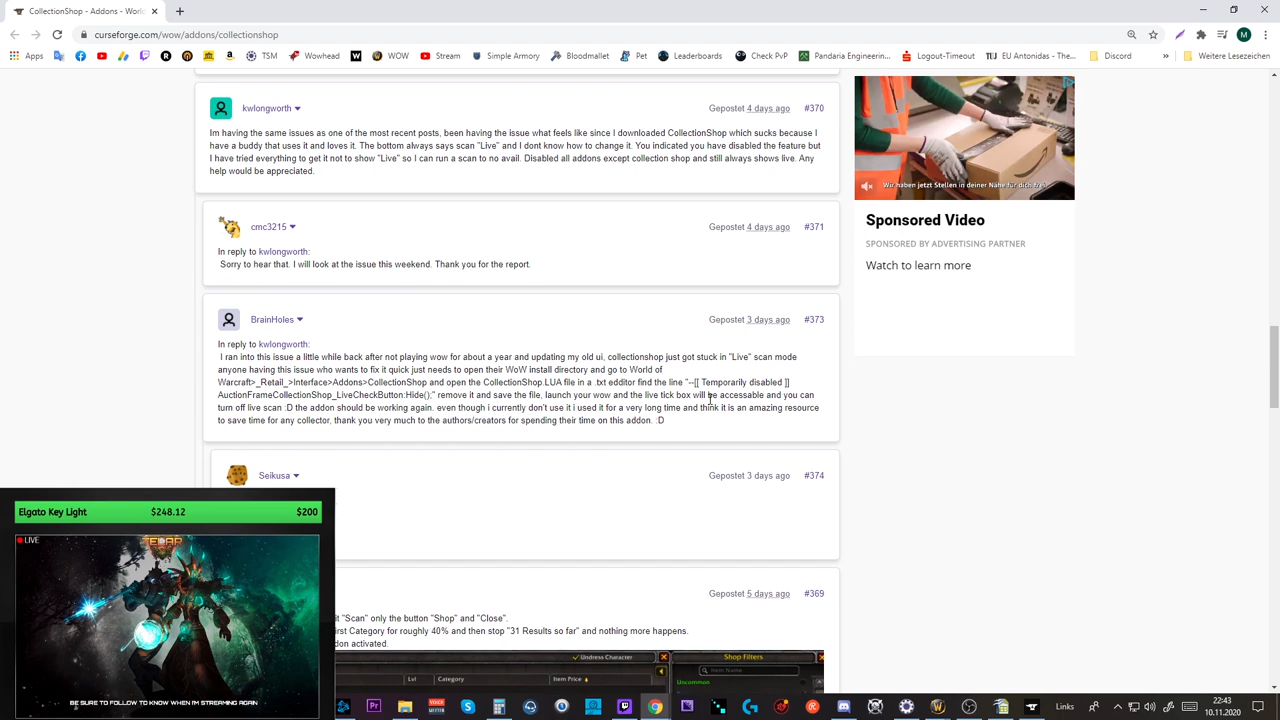 CollectionShop - Addons - World of
curseforge.com/wow/addons/collectionshop
M
Apps
TSM
Wowhead
WOW
Stream
Simple Armory
Bloodmallet
Pet
Leaderboards
Check PvP
Pandaria Engineerin...
Logout-Timeout
EU Antonidas - The...
Discord
»
Weitere Lesezeichen
kwlongworth
Gepostet 4 days ago
#370
Im having the same issues as one of the most recent posts, been having the issue what feels like since I downloaded CollectionShop which sucks because I
have a buddy that uses it and loves it. The bottom always says scan "Live" and I dont know how to change it. You indicated you have disabled the feature but
I have tried everything to get it not to show "Live" so I can run a scan to no avail. Disabled all addons except collection shop and still always shows live. Any
help would be appreciated.
cmc3215
Gepostet 4 days ago
#371
In reply to kwlongworth:
Sorry to hear that. I will look at the issue this weekend. Thank you for the report.
BrainHoles
Gepostet 3 days ago
#373
In reply to kwlongworth:
I ran into this issue a little while back after not playing wow for about a year and updating my old ui, collectionshop just got stuck in "Live" scan mode
anyone having this issue who wants to fix it quick just needs to open their WoW install directory and go to World of
Warcraft>_Retail_>Interface>Addons>CollectionShop and open the CollectionShop.LUA file in a .txt edditor find the line "--[[ Temporarily disabled ]]
AuctionFrameCollectionShop_LiveCheckButton:Hide();" remove it and save the file, launch your wow and the live tick box will be accessable and you can
turn off live scan :D the addon should be working again. even though i currently don't use it i used it for a very long time and think it is an amazing resource
to save time for any collector, thank you very much to the authors/creators for spending their time on this addon. :D
Seikusa
Gepostet 3 days ago
#374
Gepostet 5 days ago
#369
it "Scan" only the button "Shop" and "Close".
irst Category for roughly 40% and then stop "31 Results so far" and nothing more happens.
don activated.
Undress Character
Shop Filters
Item Name
Lvl
Category
Item Price
Uncommon
Wir haben jetzt Stellen in deiner Nähe für dich frei
Sponsored Video
SPONSORED BY ADVERTISING PARTNER
Watch to learn more
Elgato Key Light
$248.12
$200
LIVE
BE SURE TO FOLLOW TO KNOW WHEN I'M STREAMING AGAIN
22:43
10.11.2020